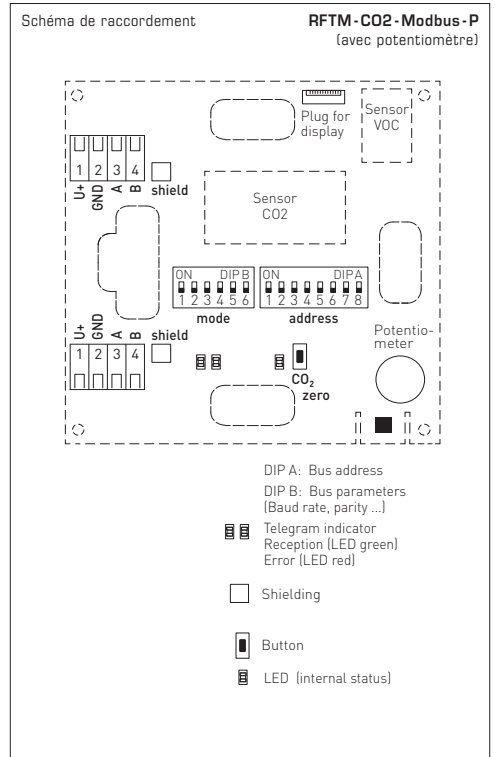 Schéma de raccordement
RFTM-CO2-Modbus-P
(avec potentiomètre)
Plug for
display
Sensor
VOC
1 2 3 4
U+ GND A B shield
Sensor
CO2
ON DIP B
1 2 3 4 5 6
mode
ON DIP A
1 2 3 4 5 6 7 8
address
U+ GND A B shield
1 2 3 4
Potentio-
meter
CO₂
zero
DIP A: Bus address
DIP B: Bus parameters
(Baud rate, parity ...)
Telegram indicator
Reception (LED green)
Error (LED red)
Shielding
Button
LED (internal status)